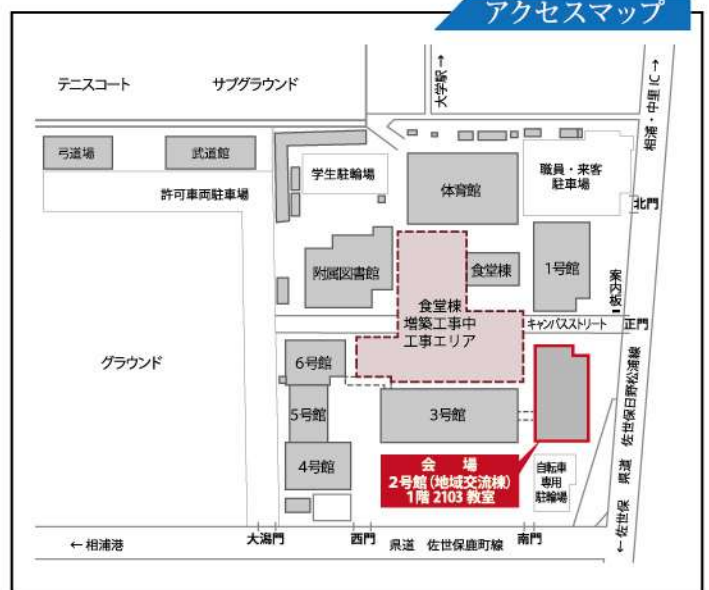 アクセスマップ
大学駅→
相浦・中里IC→
テニスコート
サブグラウンド
弓道場
武道館
学生駐輪場
体育館
職員・来客
駐車場
許可車両駐車場
北門
附属図書館
食堂棟
1号館
案内板
食堂棟
増築工事中
工事エリア
キャンパスストリート
正門
グラウンド
6号館
5号館
3号館
4号館
会場
2号館(地域交流棟)
1階 2103 教室
自転車
専用
駐輪場
←佐世保 県道 佐世保日野松浦線
←相浦港
大潟門
西門
県道 佐世保鹿町線
南門